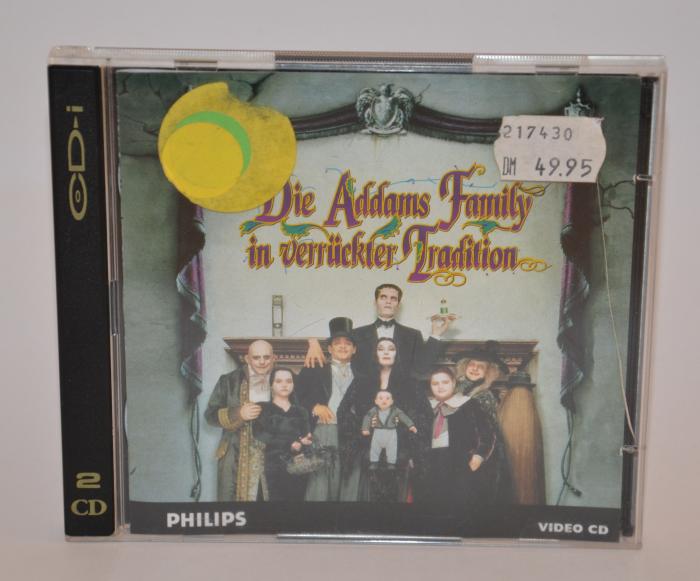 CD-i
217430
DM 49.95
Die Addams Family
in verrückter Tradition
2
CD
PHILIPS
VIDEO CD